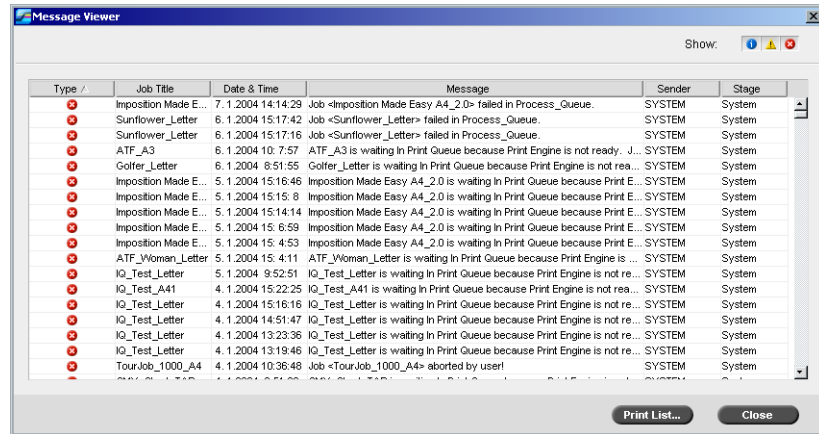 Message Viewer
Show:
Type Job Title Date & Time Message Sender Stage
Imposition Made E... 7. 1.2004 14:14:29 Job <Imposition Made Easy A4_2.0> failed in Process_Queue. SYSTEM System
Sunflower_Letter 6. 1.2004 15:17:42 Job <Sunflower_Letter> failed in Process_Queue. SYSTEM System
Sunflower_Letter 6. 1.2004 15:17:16 Job <Sunflower_Letter> failed in Process_Queue. SYSTEM System
ATF_A3 6. 1.2004 10: 7:57 ATF_A3 is waiting In Print Queue because Print Engine is not ready. J... SYSTEM System
Golfer_Letter 6. 1.2004 8:51:55 Golfer_Letter is waiting In Print Queue because Print Engine is not rea... SYSTEM System
Imposition Made E... 5. 1.2004 15:16:46 Imposition Made Easy A4_2.0 is waiting In Print Queue because Print E... SYSTEM System
Imposition Made E... 5. 1.2004 15:15: 8 Imposition Made Easy A4_2.0 is waiting In Print Queue because Print E... SYSTEM System
Imposition Made E... 5. 1.2004 15:14:14 Imposition Made Easy A4_2.0 is waiting In Print Queue because Print E... SYSTEM System
Imposition Made E... 5. 1.2004 15: 6:59 Imposition Made Easy A4_2.0 is waiting In Print Queue because Print E... SYSTEM System
Imposition Made E... 5. 1.2004 15: 4:53 Imposition Made Easy A4_2.0 is waiting In Print Queue because Print E... SYSTEM System
ATF_Woman_Letter 5. 1.2004 15: 4:11 ATF_Woman_Letter is waiting In Print Queue because Print Engine is ... SYSTEM System
IQ_Test_Letter 5. 1.2004 9:52:51 IQ_Test_Letter is waiting In Print Queue because Print Engine is not re... SYSTEM System
IQ_Test_A41 4. 1.2004 15:22:25 IQ_Test_A41 is waiting In Print Queue because Print Engine is not rea... SYSTEM System
IQ_Test_Letter 4. 1.2004 15:16:16 IQ_Test_Letter is waiting In Print Queue because Print Engine is not re... SYSTEM System
IQ_Test_Letter 4. 1.2004 14:51:47 IQ_Test_Letter is waiting In Print Queue because Print Engine is not re... SYSTEM System
IQ_Test_Letter 4. 1.2004 13:23:36 IQ_Test_Letter is waiting In Print Queue because Print Engine is not re... SYSTEM System
IQ_Test_Letter 4. 1.2004 13:19:46 IQ_Test_Letter is waiting In Print Queue because Print Engine is not re... SYSTEM System
TourJob_1000_A4 4. 1.2004 10:36:48 Job <TourJob_1000_A4> aborted by user! SYSTEM System
Print List... Close